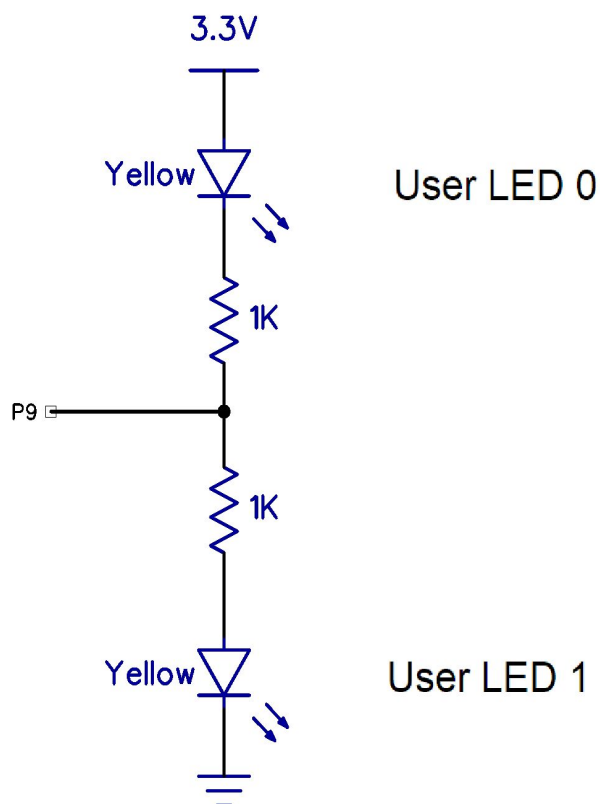 3.3V
Yellow
User LED 0
1K
P9
1K
Yellow
User LED 1